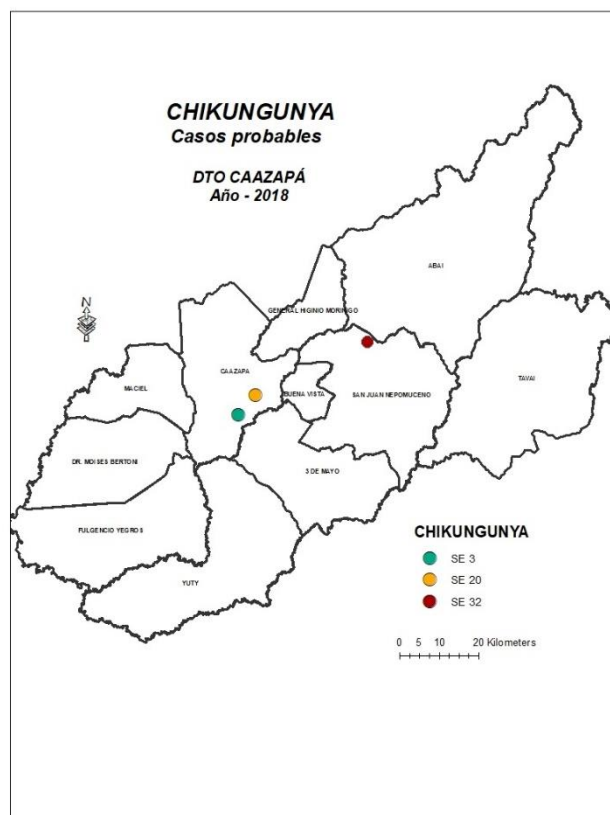 CHIKUNGUNYA
Casos probables
DTO CAAZAPÁ
Año - 2018
N
ABAI
GENERAL HIGINIO MORINIGO
CAAZAPA
BUENA VISTA
SAN JUAN NEPOMUCENO
TAVAI
MACIEL
DR. MOISES BERTONI
3 DE MAYO
FULGENCIO YEGROS
YUTY
CHIKUNGUNYA
SE 3
SE 20
SE 32
0 5 10 20 Kilometers